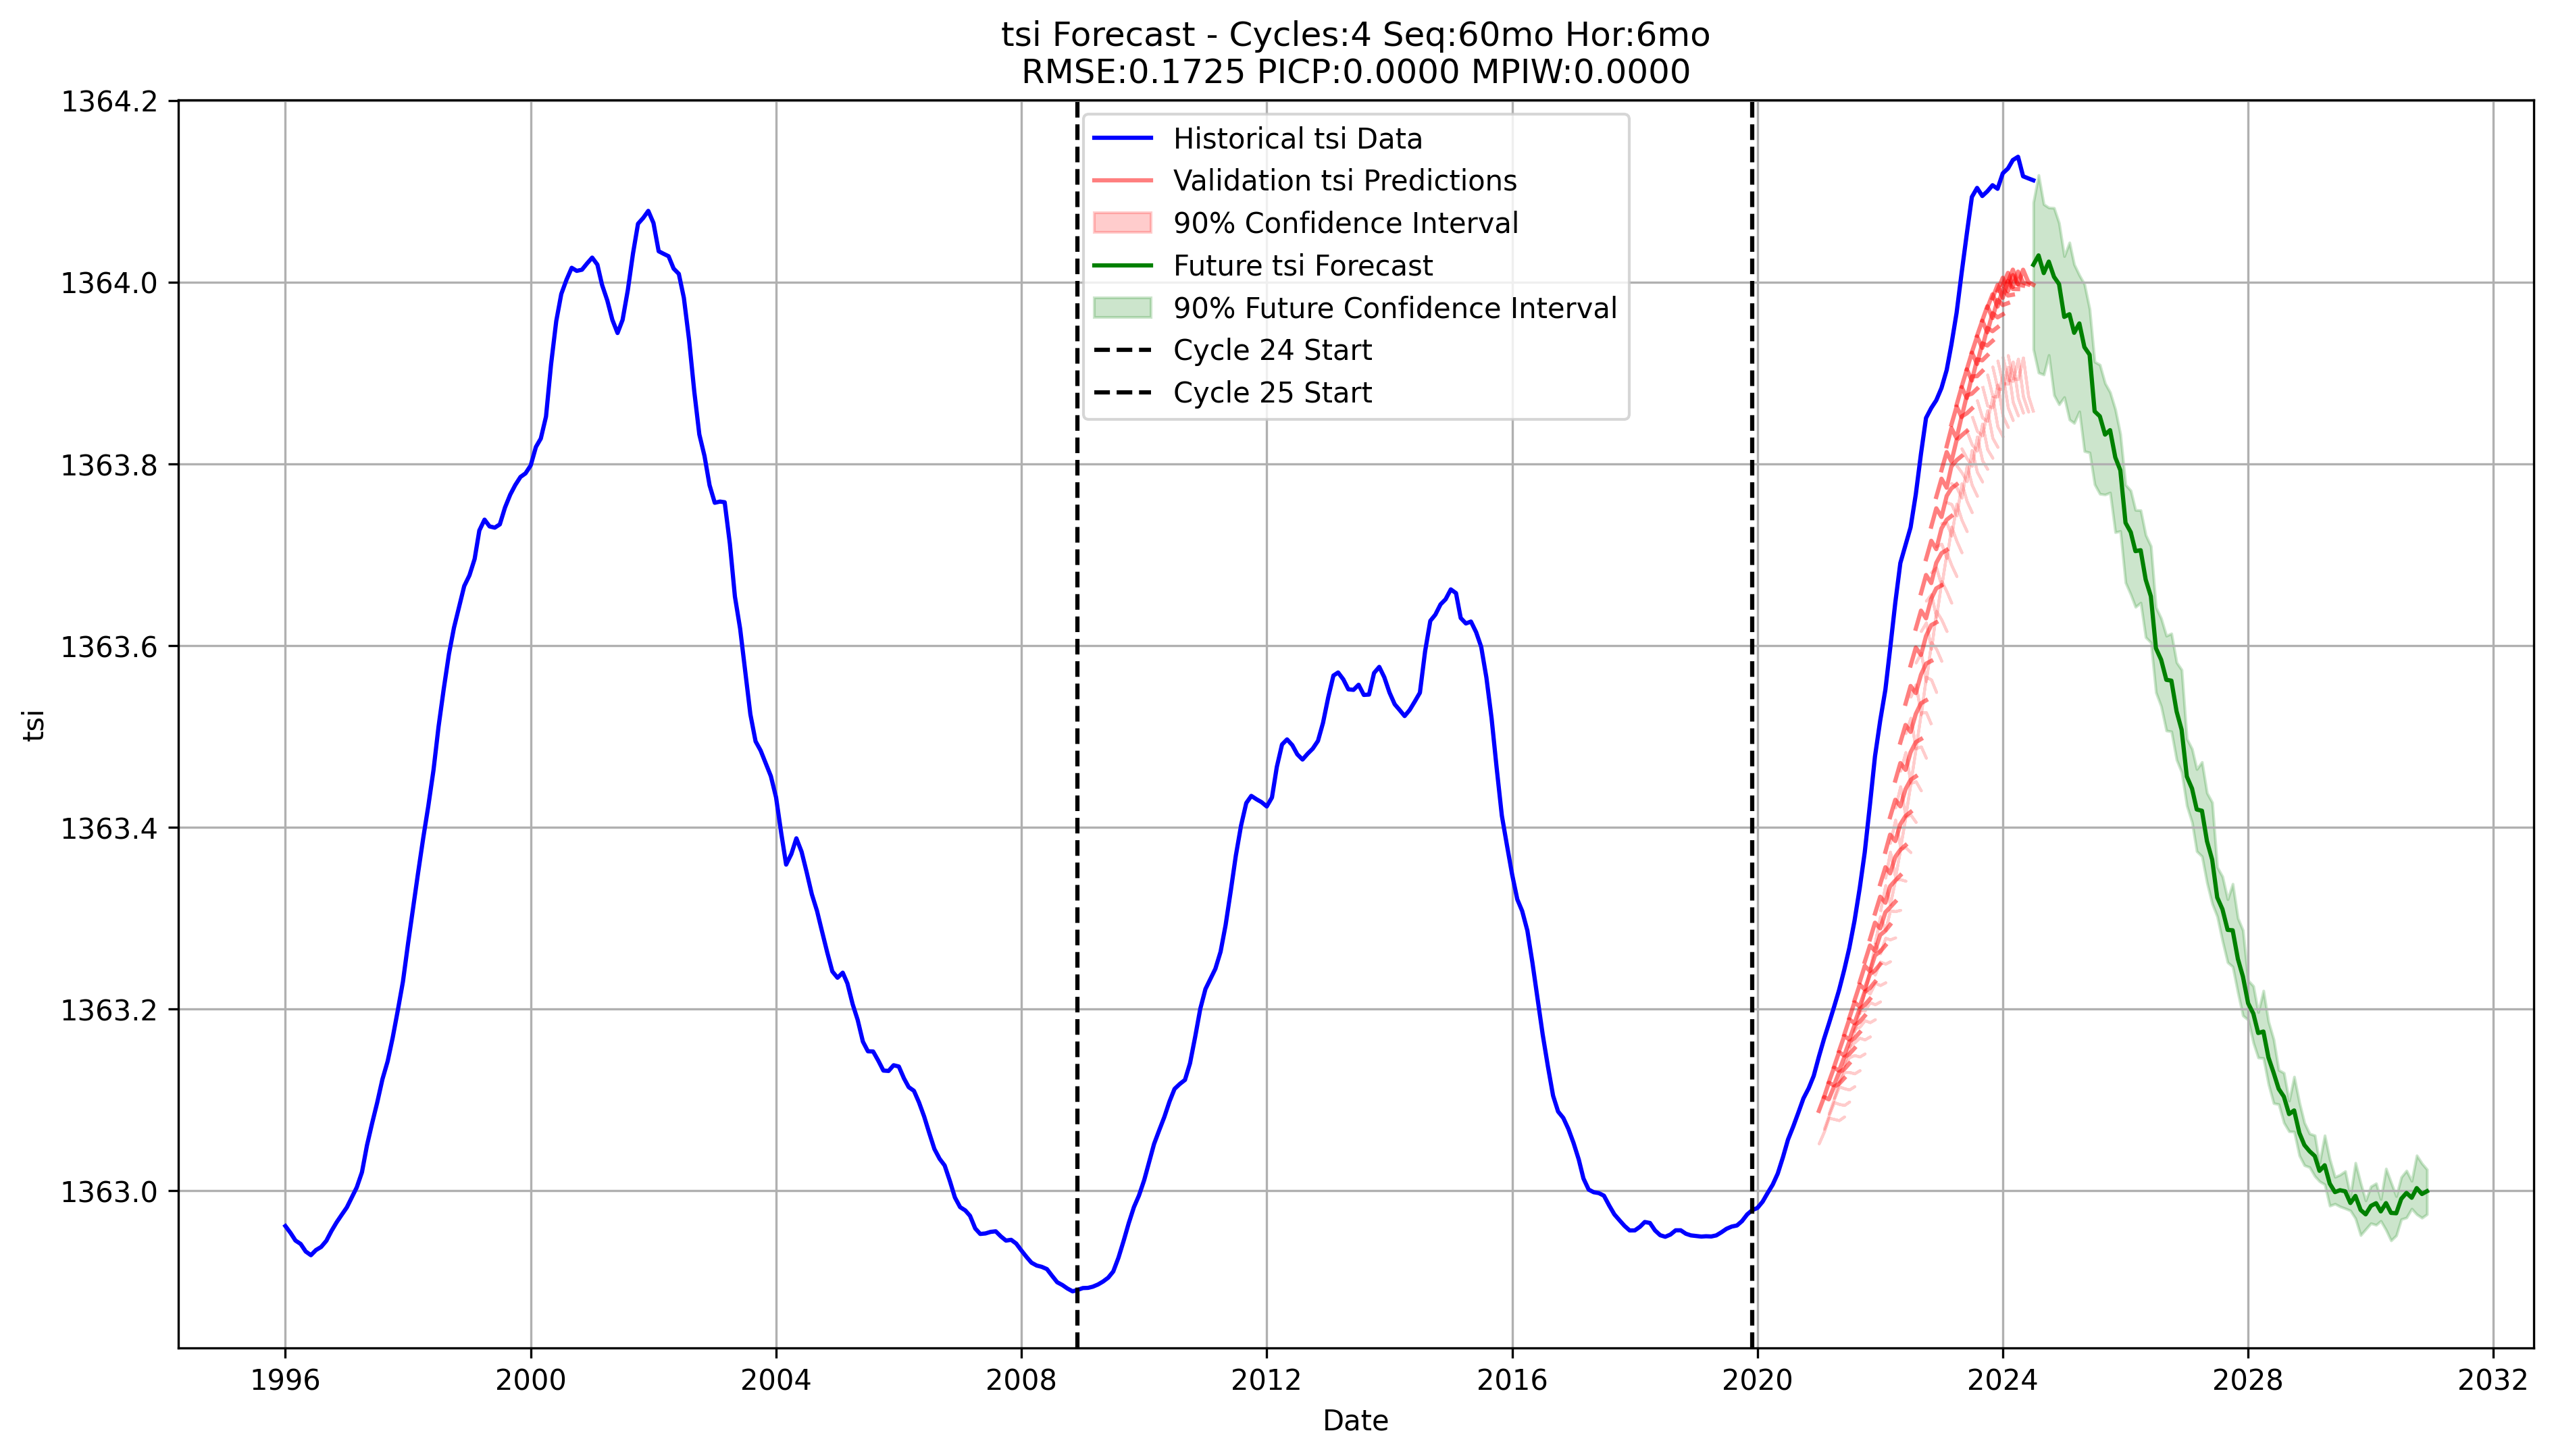 tsi Forecast - Cycles:4 Seq:60mo Hor:6mo
RMSE:0.1725 PICP:0.0000 MPIW:0.0000
1364.2
1364.0
1363.8
1363.6
1363.4
1363.2
1363.0
tsi
Historical tsi Data
Validation tsi Predictions
90% Confidence Interval
Future tsi Forecast
90% Future Confidence Interval
Cycle 24 Start
Cycle 25 Start
1996 2000 2004 2008 2012 2016 2020 2024 2028 2032
Date